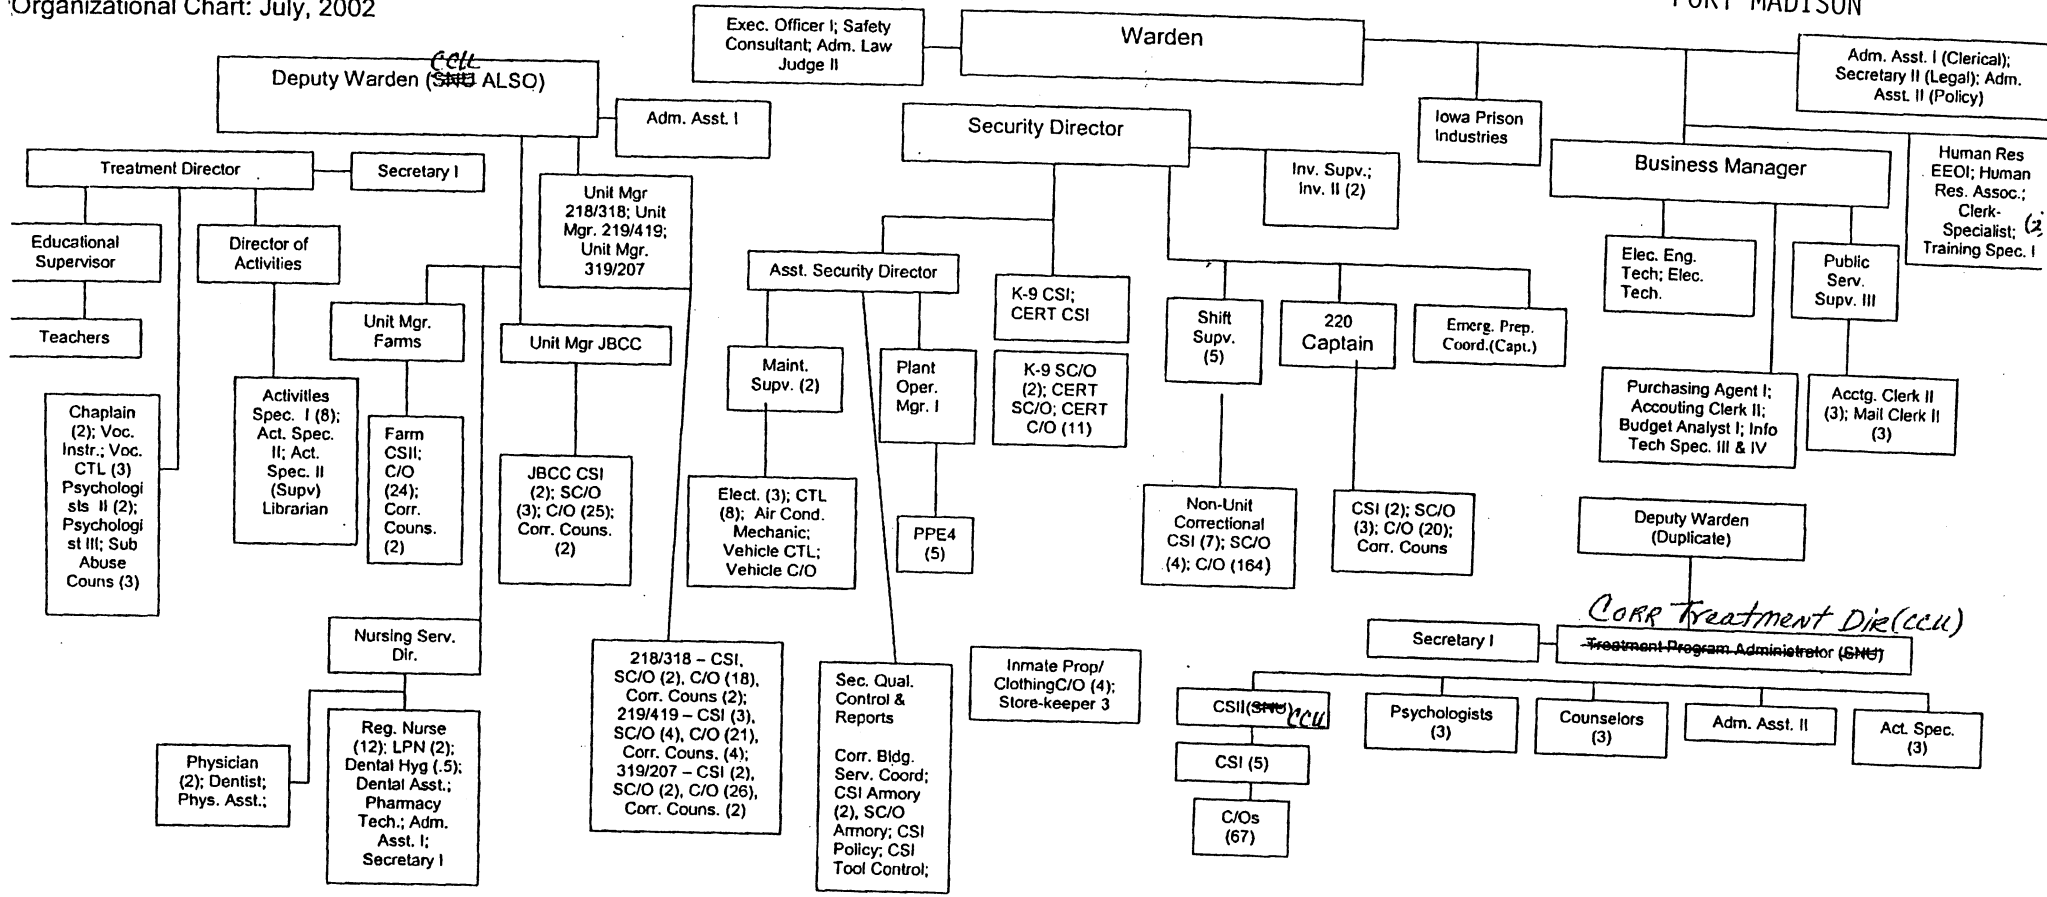 Organizational Chart: July, 2002
FORT MADISON
Exec. Officer I; Safety
Consultant; Adm. Law
Judge II
Warden
Adm. Asst. I (Clerical);
Secretary II (Legal); Adm.
Asst. II (Policy)
CCU
Deputy Warden (SNU ALSO)
Adm. Asst. I
Security Director
Iowa Prison
Industries
Business Manager
Human Res
EEOI; Human
Res. Assoc.;
Clerk-
Specialist; (2)
Training Spec. I
Treatment Director
Secretary I
Unit Mgr
218/318; Unit
Mgr. 219/419;
Unit Mgr.
319/207
Inv. Supv.;
Inv. II (2)
Educational
Supervisor
Director of
Activities
Asst. Security Director
K-9 CSI;
CERT CSI
Shift
Supv.
(5)
220
Captain
Emerg. Prep.
Coord.(Capt.)
Elec. Eng.
Tech; Elec.
Tech.
Public
Serv.
Supv. III
Teachers
Unit Mgr.
Farms
Unit Mgr JBCC
Maint.
Supv. (2)
Plant
Oper.
Mgr. I
K-9 SC/O
(2); CERT
SC/O; CERT
C/O (11)
Purchasing Agent I;
Accouting Clerk II;
Budget Analyst I; Info
Tech Spec. III & IV
Acctg. Clerk II
(3); Mail Clerk II
(3)
Chaplain
(2); Voc.
Instr.; Voc.
CTL (3)
Psychologi
sts II (2);
Psychologi
st III; Sub
Abuse
Couns (3)
Activities
Spec. I (8);
Act. Spec.
II; Act.
Spec. II
(Supv)
Librarian
Farm
CSII;
C/O
(24);
Corr.
Couns.
(2)
JBCC CSI
(2); SC/O
(3); C/O (25);
Corr. Couns.
(2)
Elect. (3); CTL
(8); Air Cond.
Mechanic;
Vehicle CTL;
Vehicle C/O
PPE4
(5)
Non-Unit
Correctional
CSI (7); SC/O
(4); C/O (164)
CSI (2); SC/O
(3); C/O (20);
Corr. Couns
Deputy Warden
(Duplicate)
Corr Treatment Dir (CCU)
Secretary I
Treatment Program Administrator (SNU)
Nursing Serv.
Dir.
218/318 – CSI,
SC/O (2), C/O (18),
Corr. Couns (2);
219/419 – CSI (3),
SC/O (4), C/O (21),
Corr. Couns. (4);
319/207 – CSI (2),
SC/O (2), C/O (26),
Corr. Couns. (2)
Sec. Qual.
Control &
Reports
Corr. Bldg.
Serv. Coord;
CSI Armory
(2), SC/O
Armory; CSI
Policy; CSI
Tool Control;
Inmate Prop/
ClothingC/O (4);
Store-keeper 3
CSII(SNU) CCU
Psychologists
(3)
Counselors
(3)
Adm. Asst. II
Act. Spec.
(3)
CSI (5)
C/Os
(67)
Physician
(2); Dentist;
Phys. Asst.;
Reg. Nurse
(12); LPN (2);
Dental Hyg (.5);
Dental Asst.;
Pharmacy
Tech.; Adm.
Asst. I;
Secretary I